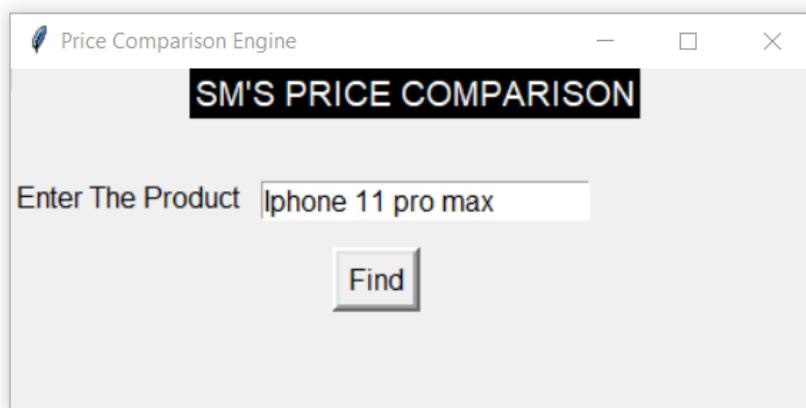 Price Comparison Engine
SM'S PRICE COMPARISON
Enter The Product Iphone 11 pro max
Find